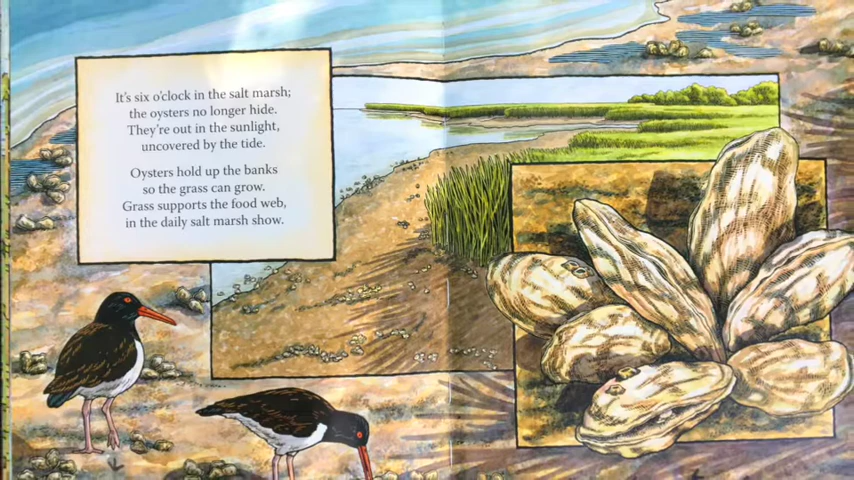 It's six o'clock in the salt marsh;
the oysters no longer hide.
They're out in the sunlight,
uncovered by the tide.
Oysters hold up the banks
so the grass can grow.
Grass supports the food web,
in the daily salt marsh show.